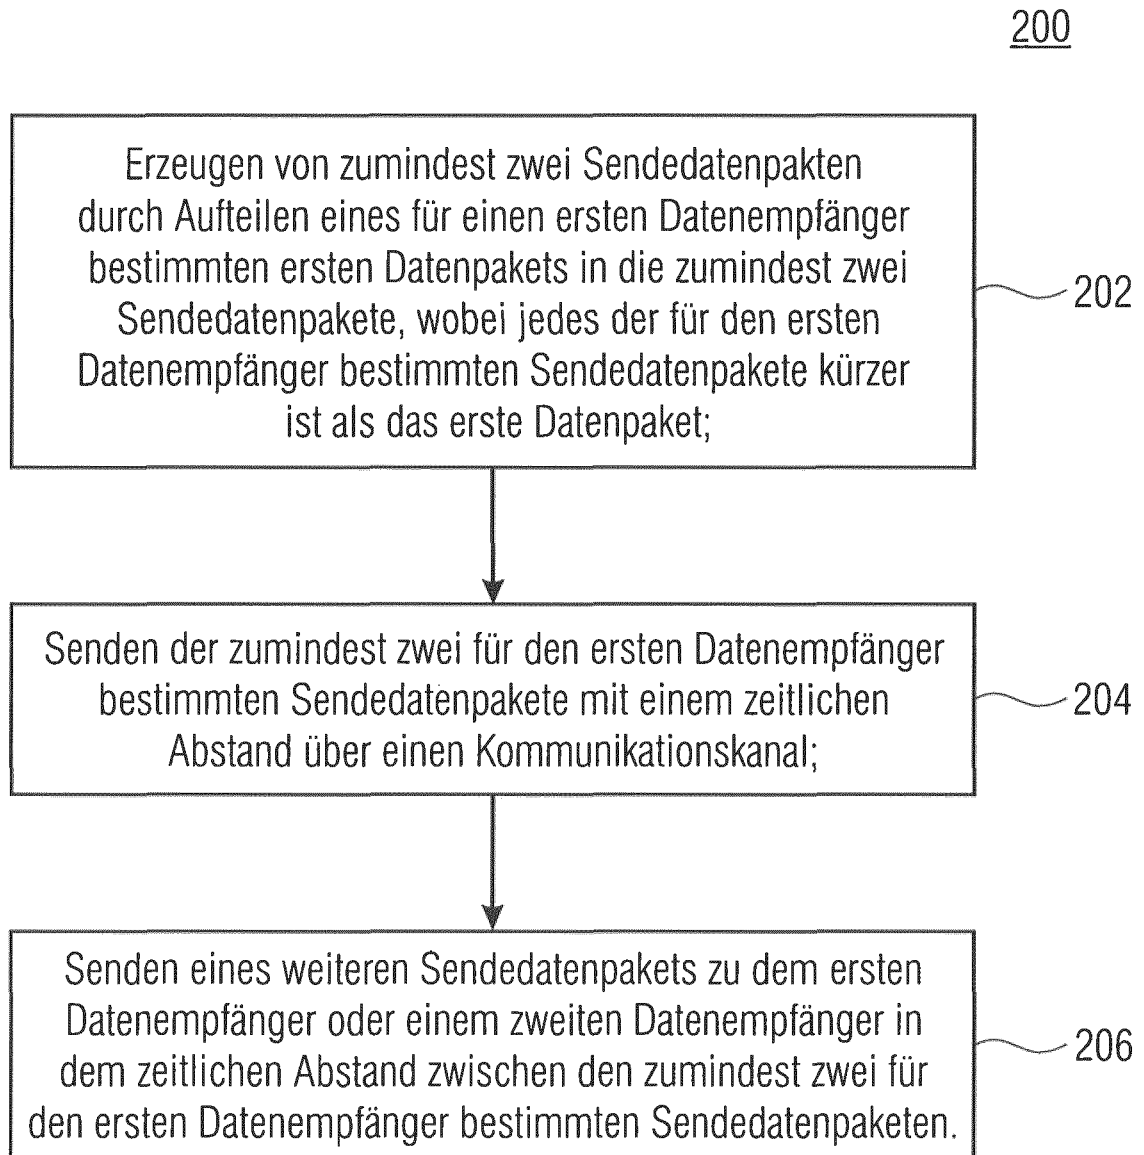 200
Erzeugen von zumindest zwei Sendedatenpakten
durch Aufteilen eines für einen ersten Datenempfänger
bestimmten ersten Datenpakets in die zumindest zwei
Sendedatenpakete, wobei jedes der für den ersten
Datenempfänger bestimmten Sendedatenpakete kürzer
ist als das erste Datenpaket;
202
Senden der zumindest zwei für den ersten Datenempfänger
bestimmten Sendedatenpakete mit einem zeitlichen
Abstand über einen Kommunikationskanal;
204
Senden eines weiteren Sendedatenpakets zu dem ersten
Datenempfänger oder einem zweiten Datenempfänger in
dem zeitlichen Abstand zwischen den zumindest zwei für
den ersten Datenempfänger bestimmten Sendedatenpaketen.
206